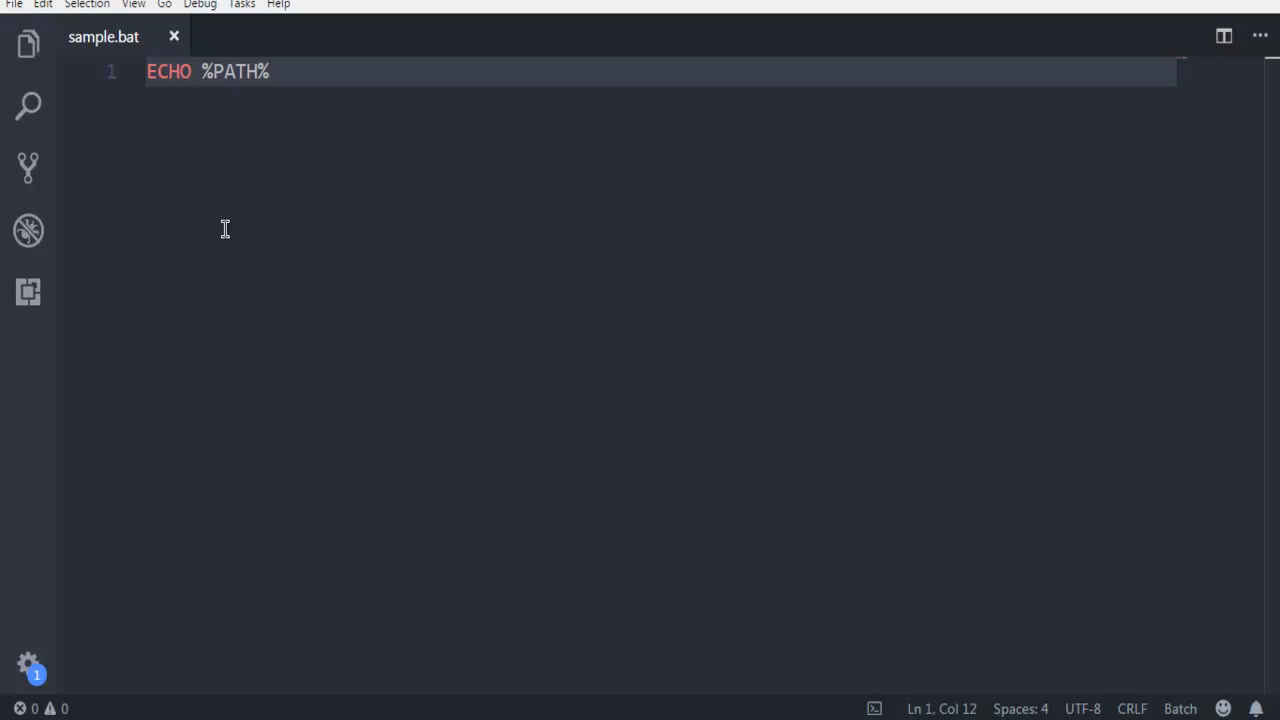 File Edit Selection View Go Debug Tasks Help
sample.bat
1 ECHO %PATH%
1
0 0 Ln 1, Col 12 Spaces: 4 UTF-8 CRLF Batch